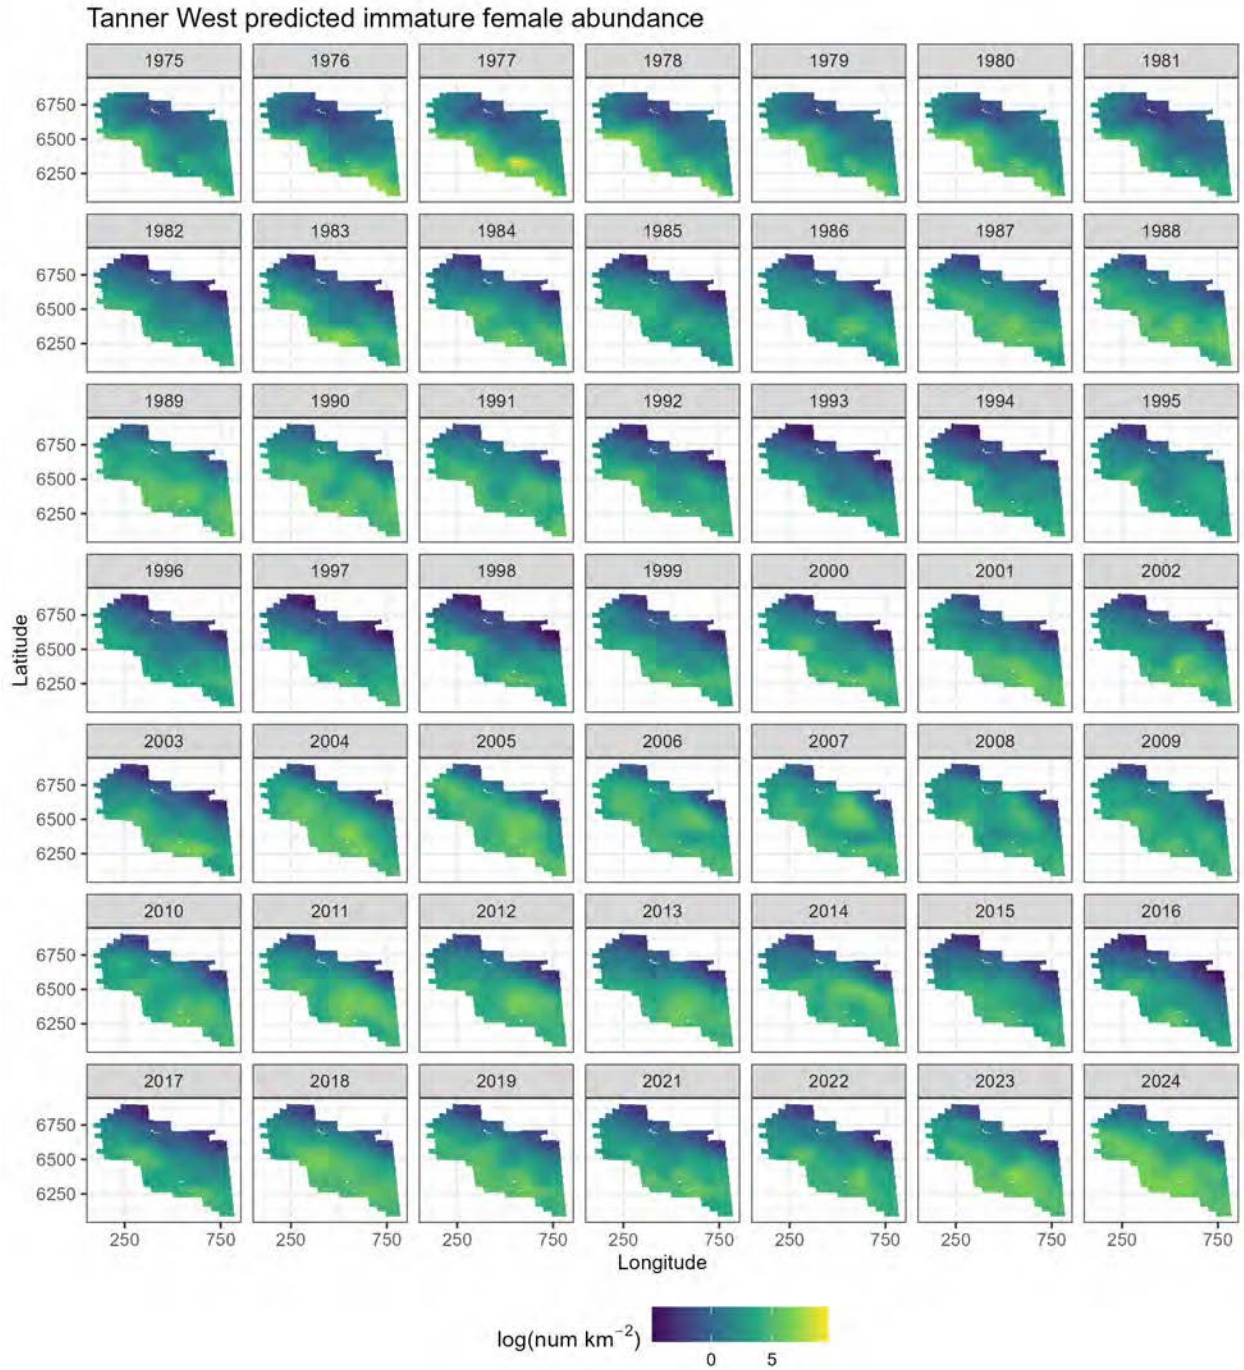 Tanner West predicted immature female abundance
1975 1976 1977 1978 1979 1980 1981
6750
6500
6250
1982 1983 1984 1985 1986 1987 1988
6750
6500
6250
1989 1990 1991 1992 1993 1994 1995
6750
6500
6250
1996 1997 1998 1999 2000 2001 2002
6750
6500
6250
2003 2004 2005 2006 2007 2008 2009
6750
6500
6250
2010 2011 2012 2013 2014 2015 2016
6750
6500
6250
2017 2018 2019 2021 2022 2023 2024
6750
6500
6250
Latitude
250 750 250 750 250 750 250 750 250 750 250 750 250 750
Longitude
log(num km⁻²)
0 5